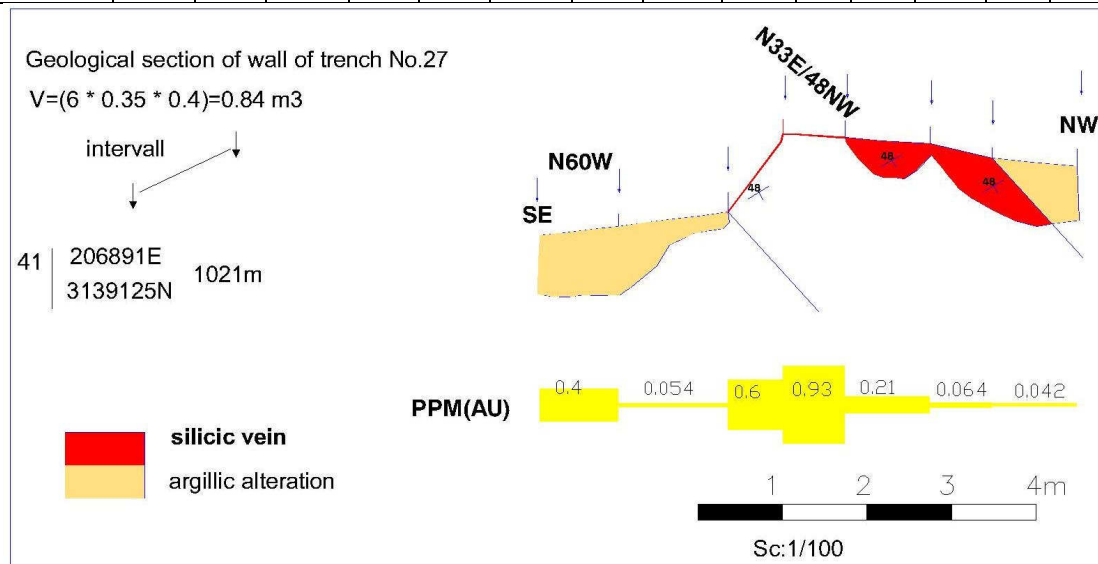 Geological section of wall of trench No.27
V=(6 * 0.35 * 0.4)=0.84 m3
intervall
41
206891E
3139125N
1021m
N33E/48NW
N60W
SE
NW
48
48
48
PPM(AU)
0.4 0.054 0.6 0.93 0.21 0.064 0.042
silicic vein
argillic alteration
1 2 3 4m
Sc:1/100